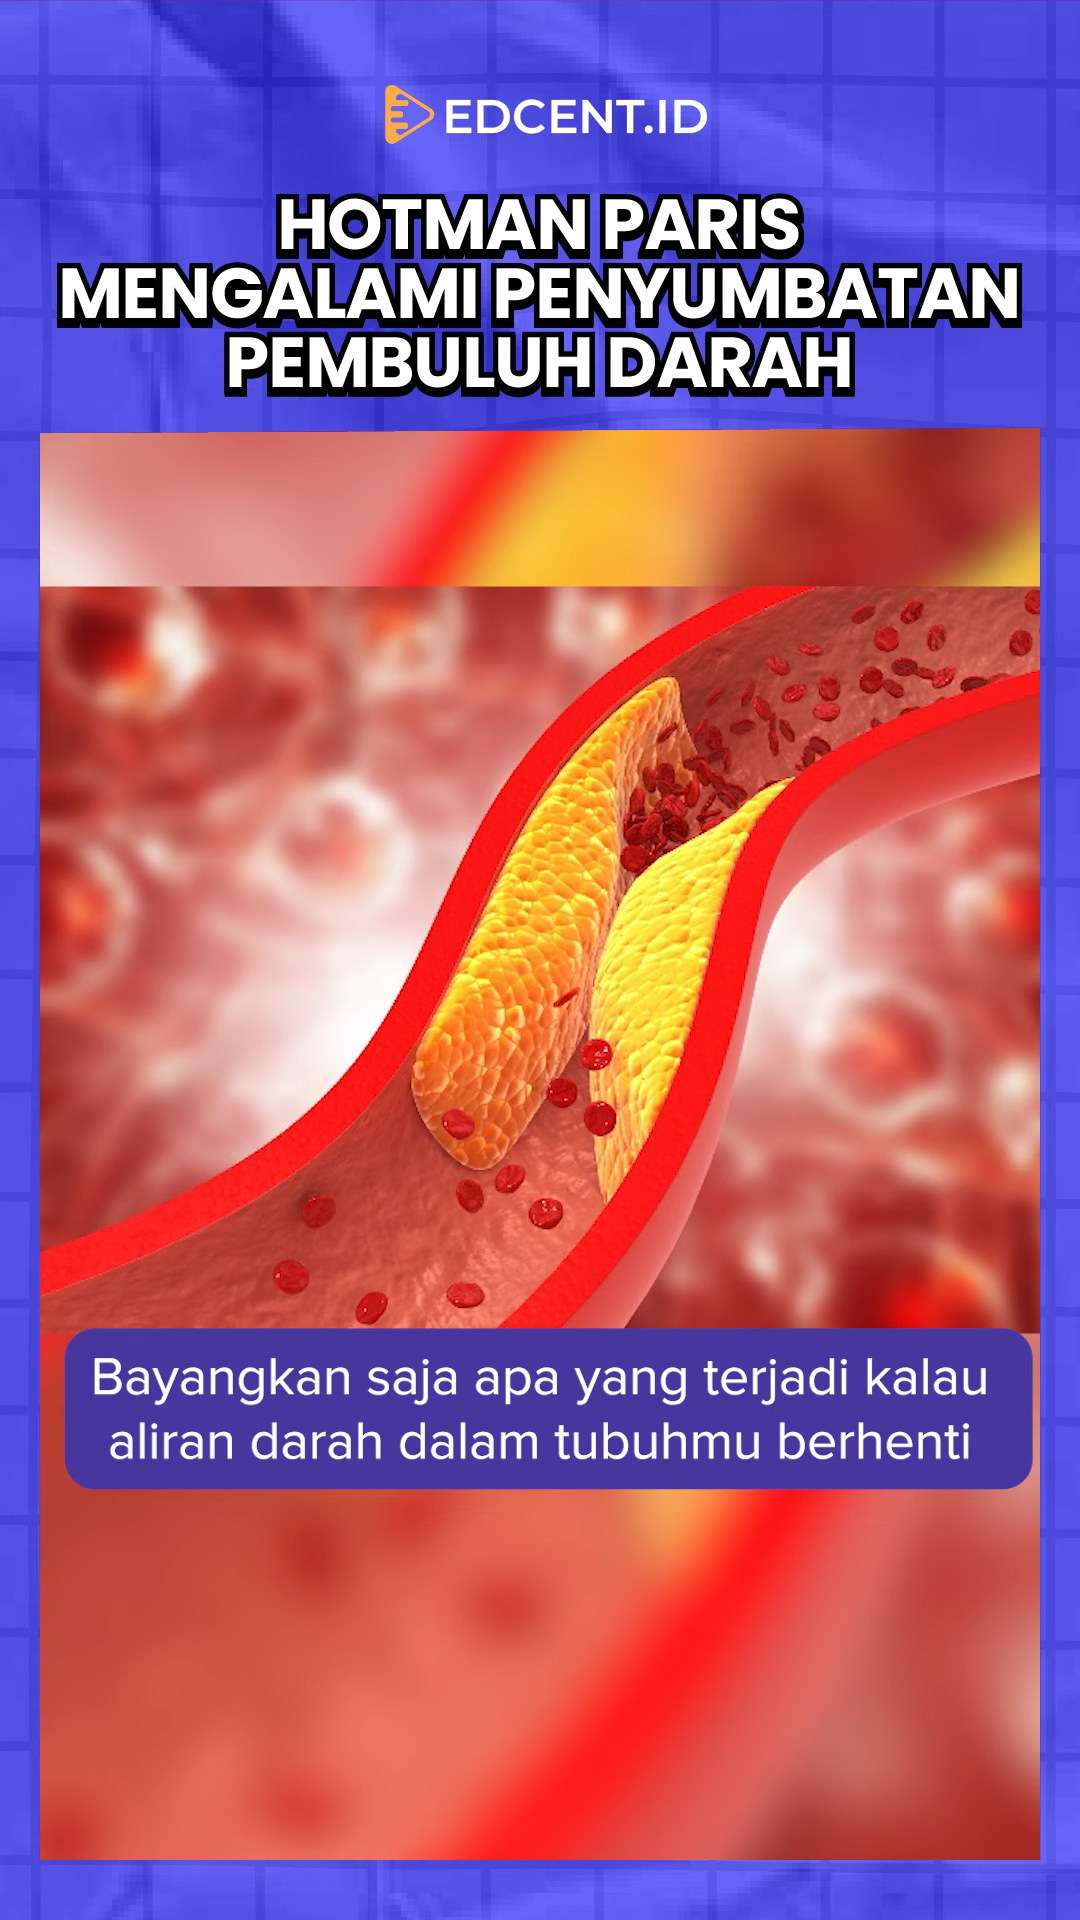 EDCENT.ID
HOTMAN PARIS
MENGALAMI PENYUMBATAN
PEMBULUH DARAH
Bayangkan saja apa yang terjadi kalau
aliran darah dalam tubuhmu berhenti